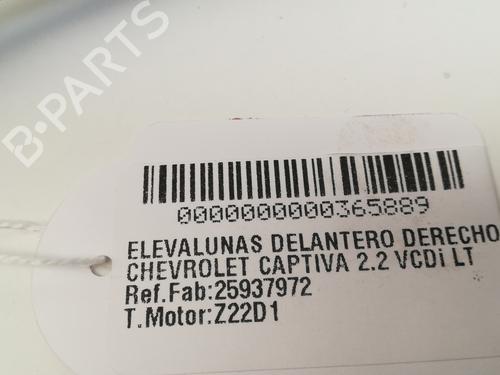 B-PARTS
0000000000365889
ELEVALUNAS DELANTERO DERECHO
CHEVROLET CAPTIVA 2.2 VCDi LT
Ref.Fab:25937972
T.Motor:Z22D1